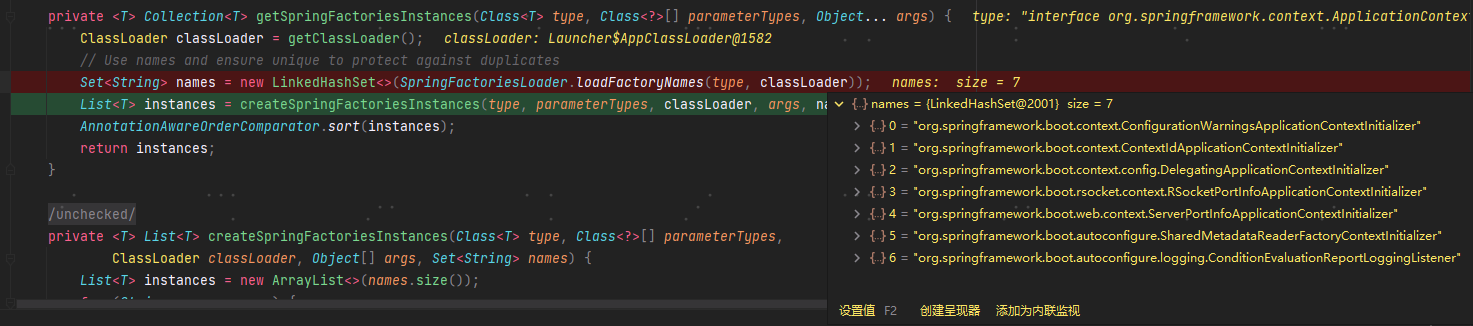 private <T> Collection<T> getSpringFactoriesInstances(Class<T> type, Class<?>[] parameterTypes, Object... args) { type: "interface org.springframework.context.ApplicationContex
ClassLoader classLoader = getClassLoader(); classLoader: Launcher$AppClassLoader@1582
// Use names and ensure unique to protect against duplicates
Set<String> names = new LinkedHashSet<>(SpringFactoriesLoader.loadFactoryNames(type, classLoader)); names: size = 7
List<T> instances = createSpringFactoriesInstances(type, parameterTypes, classLoader, args, na
AnnotationAwareOrderComparator.sort(instances);
return instances;
}
/unchecked/
private <T> List<T> createSpringFactoriesInstances(Class<T> type, Class<?>[] parameterTypes,
ClassLoader classLoader, Object[] args, Set<String> names) {
List<T> instances = new ArrayList<>(names.size());
{..} names = {LinkedHashSet@2001} size = 7
{..} 0 = "org.springframework.boot.context.ConfigurationWarningsApplicationContextInitializer"
{..} 1 = "org.springframework.boot.context.ContextIdApplicationContextInitializer"
{..} 2 = "org.springframework.boot.context.config.DelegatingApplicationContextInitializer"
{..} 3 = "org.springframework.boot.rsocket.context.RSocketPortInfoApplicationContextInitializer"
{..} 4 = "org.springframework.boot.web.context.ServerPortInfoApplicationContextInitializer"
{..} 5 = "org.springframework.boot.autoconfigure.SharedMetadataReaderFactoryContextInitializer"
{..} 6 = "org.springframework.boot.autoconfigure.logging.ConditionEvaluationReportLoggingListener"
设置值 F2 创建呈现器 添加为内联监视